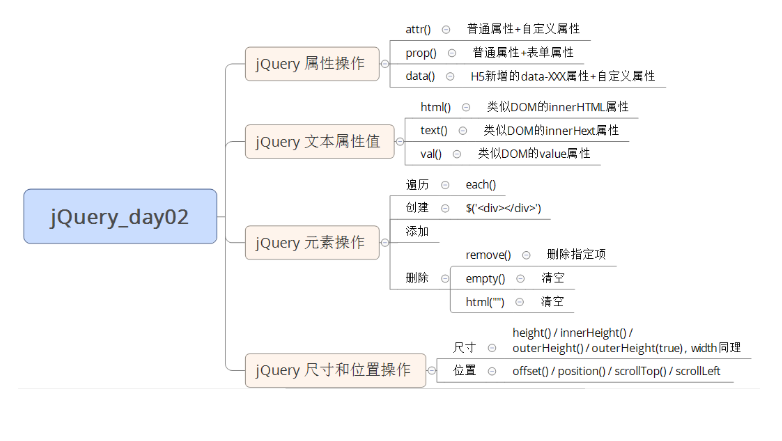 jQuery_day02
jQuery 属性操作
attr()
普通属性+自定义属性
prop()
普通属性+表单属性
data()
H5新增的data-XXX属性+自定义属性
jQuery 文本属性值
html()
类似DOM的innerHTML属性
text()
类似DOM的innerHext属性
val()
类似DOM的value属性
jQuery 元素操作
遍历
each()
创建
$('<div></div>')
添加
删除
remove()
删除指定项
empty()
清空
html("")
清空
jQuery 尺寸和位置操作
尺寸
height() / innerHeight() /
outerHeight() / outerHeight(true) , width同理
位置
offset() / position() / scrollTop() / scrollLeft